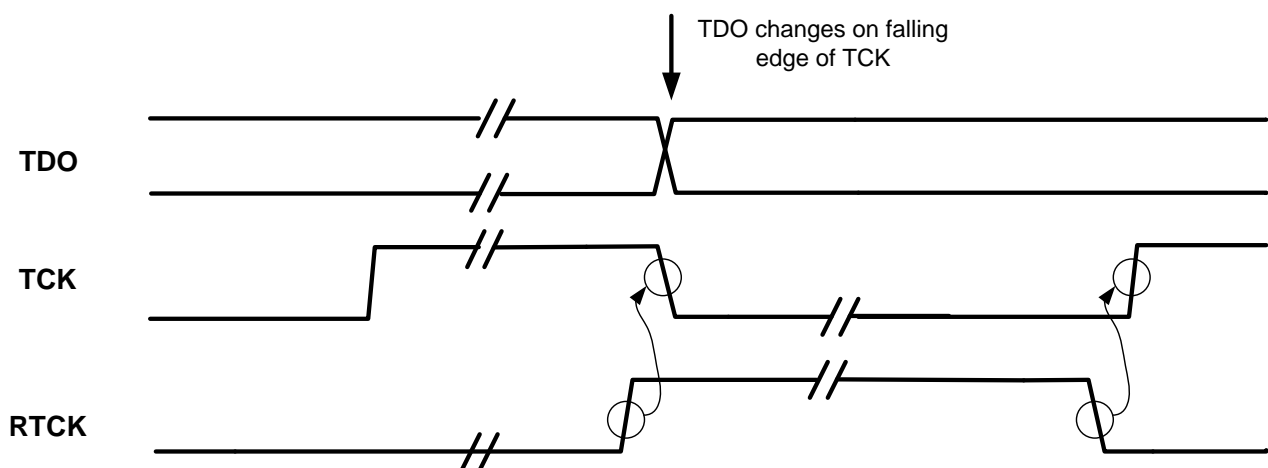 TDO changes on falling
edge of TCK
TDO
TCK
RTCK